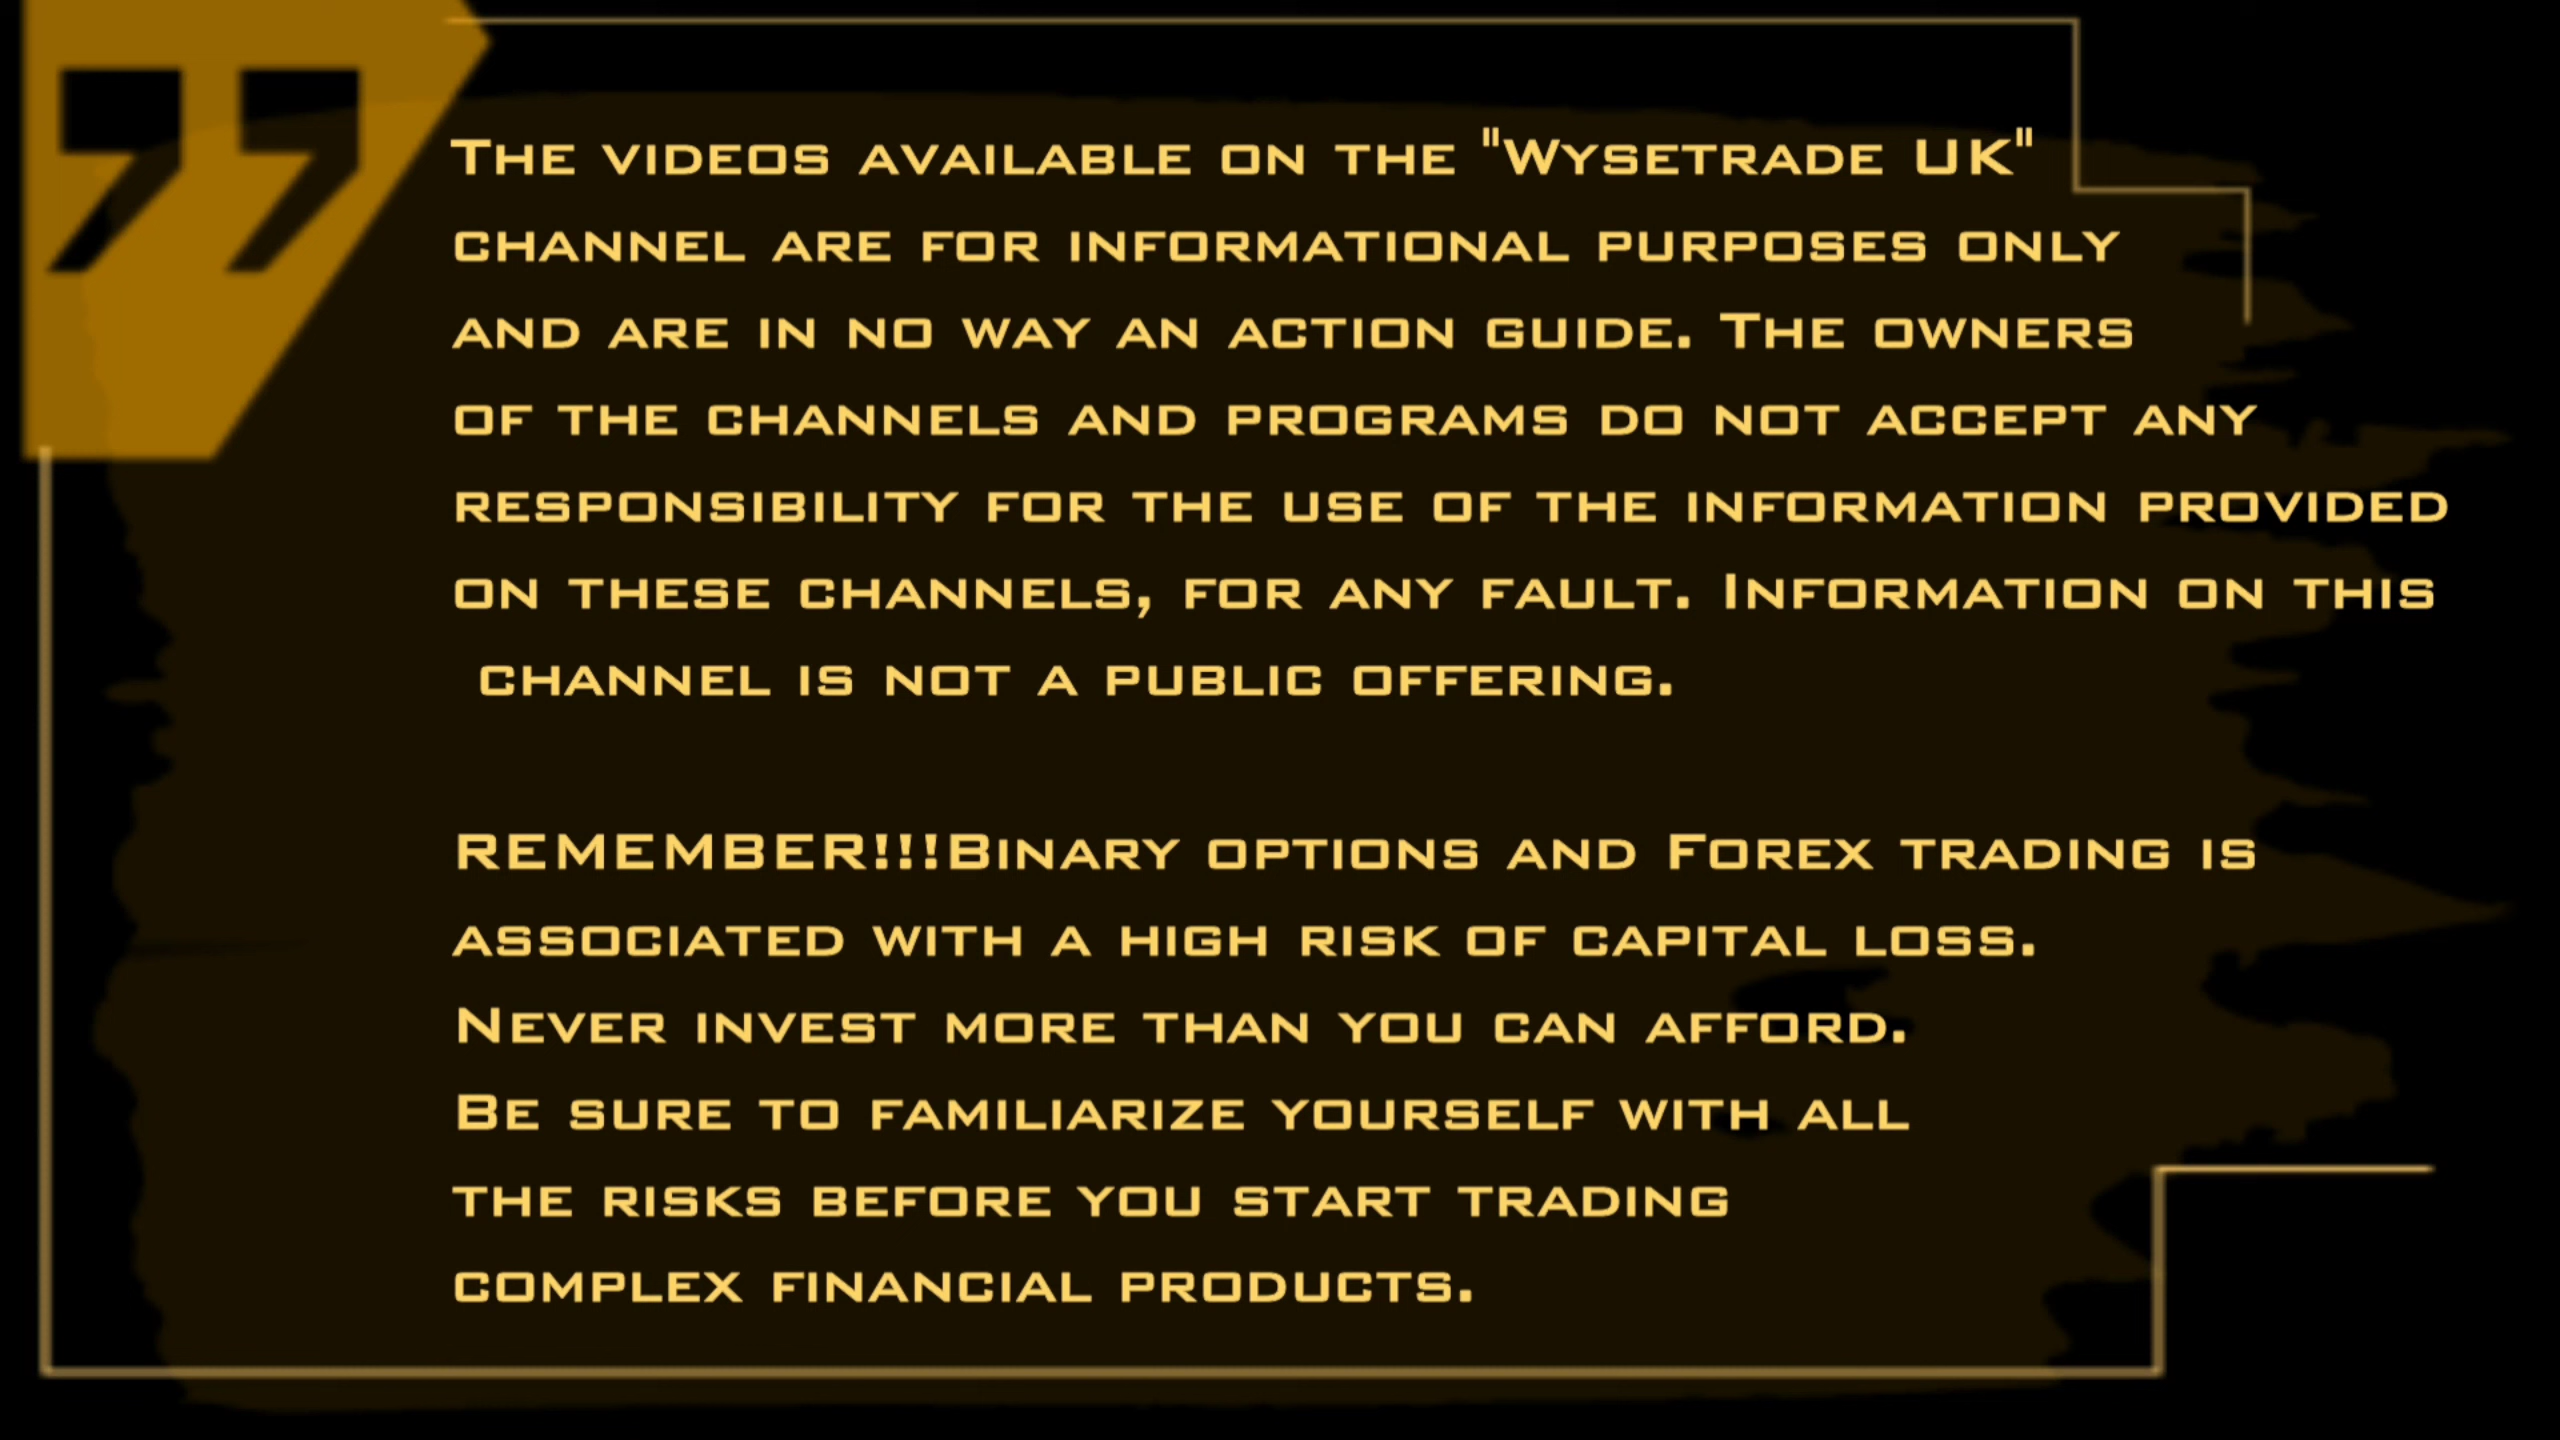 The videos available on the "Wysetrade UK"
channel are for informational purposes only
and are in no way an action guide. The owners
of the channels and programs do not accept any
responsibility for the use of the information provided
on these channels, for any fault. Information on this
channel is not a public offering.
REMEMBER!!!Binary options and Forex trading is
associated with a high risk of capital loss.
Never invest more than you can afford.
Be sure to familiarize yourself with all
the risks before you start trading
complex financial products.